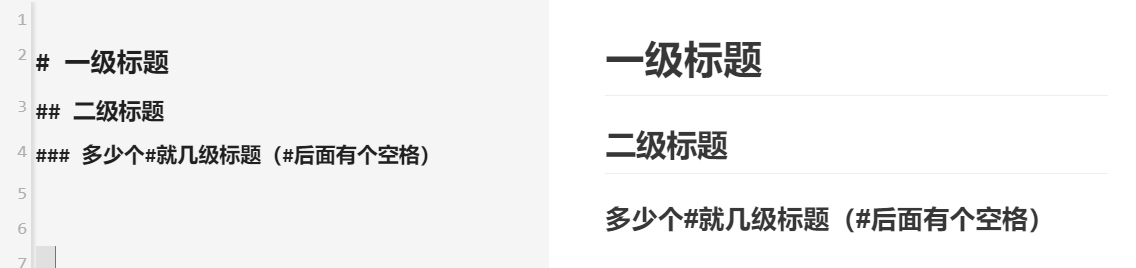 1
2 # 一级标题
3 ## 二级标题
4 ### 多少个#就几级标题（#后面有个空格）
5
6
7
一级标题
二级标题
多少个#就几级标题（#后面有个空格）